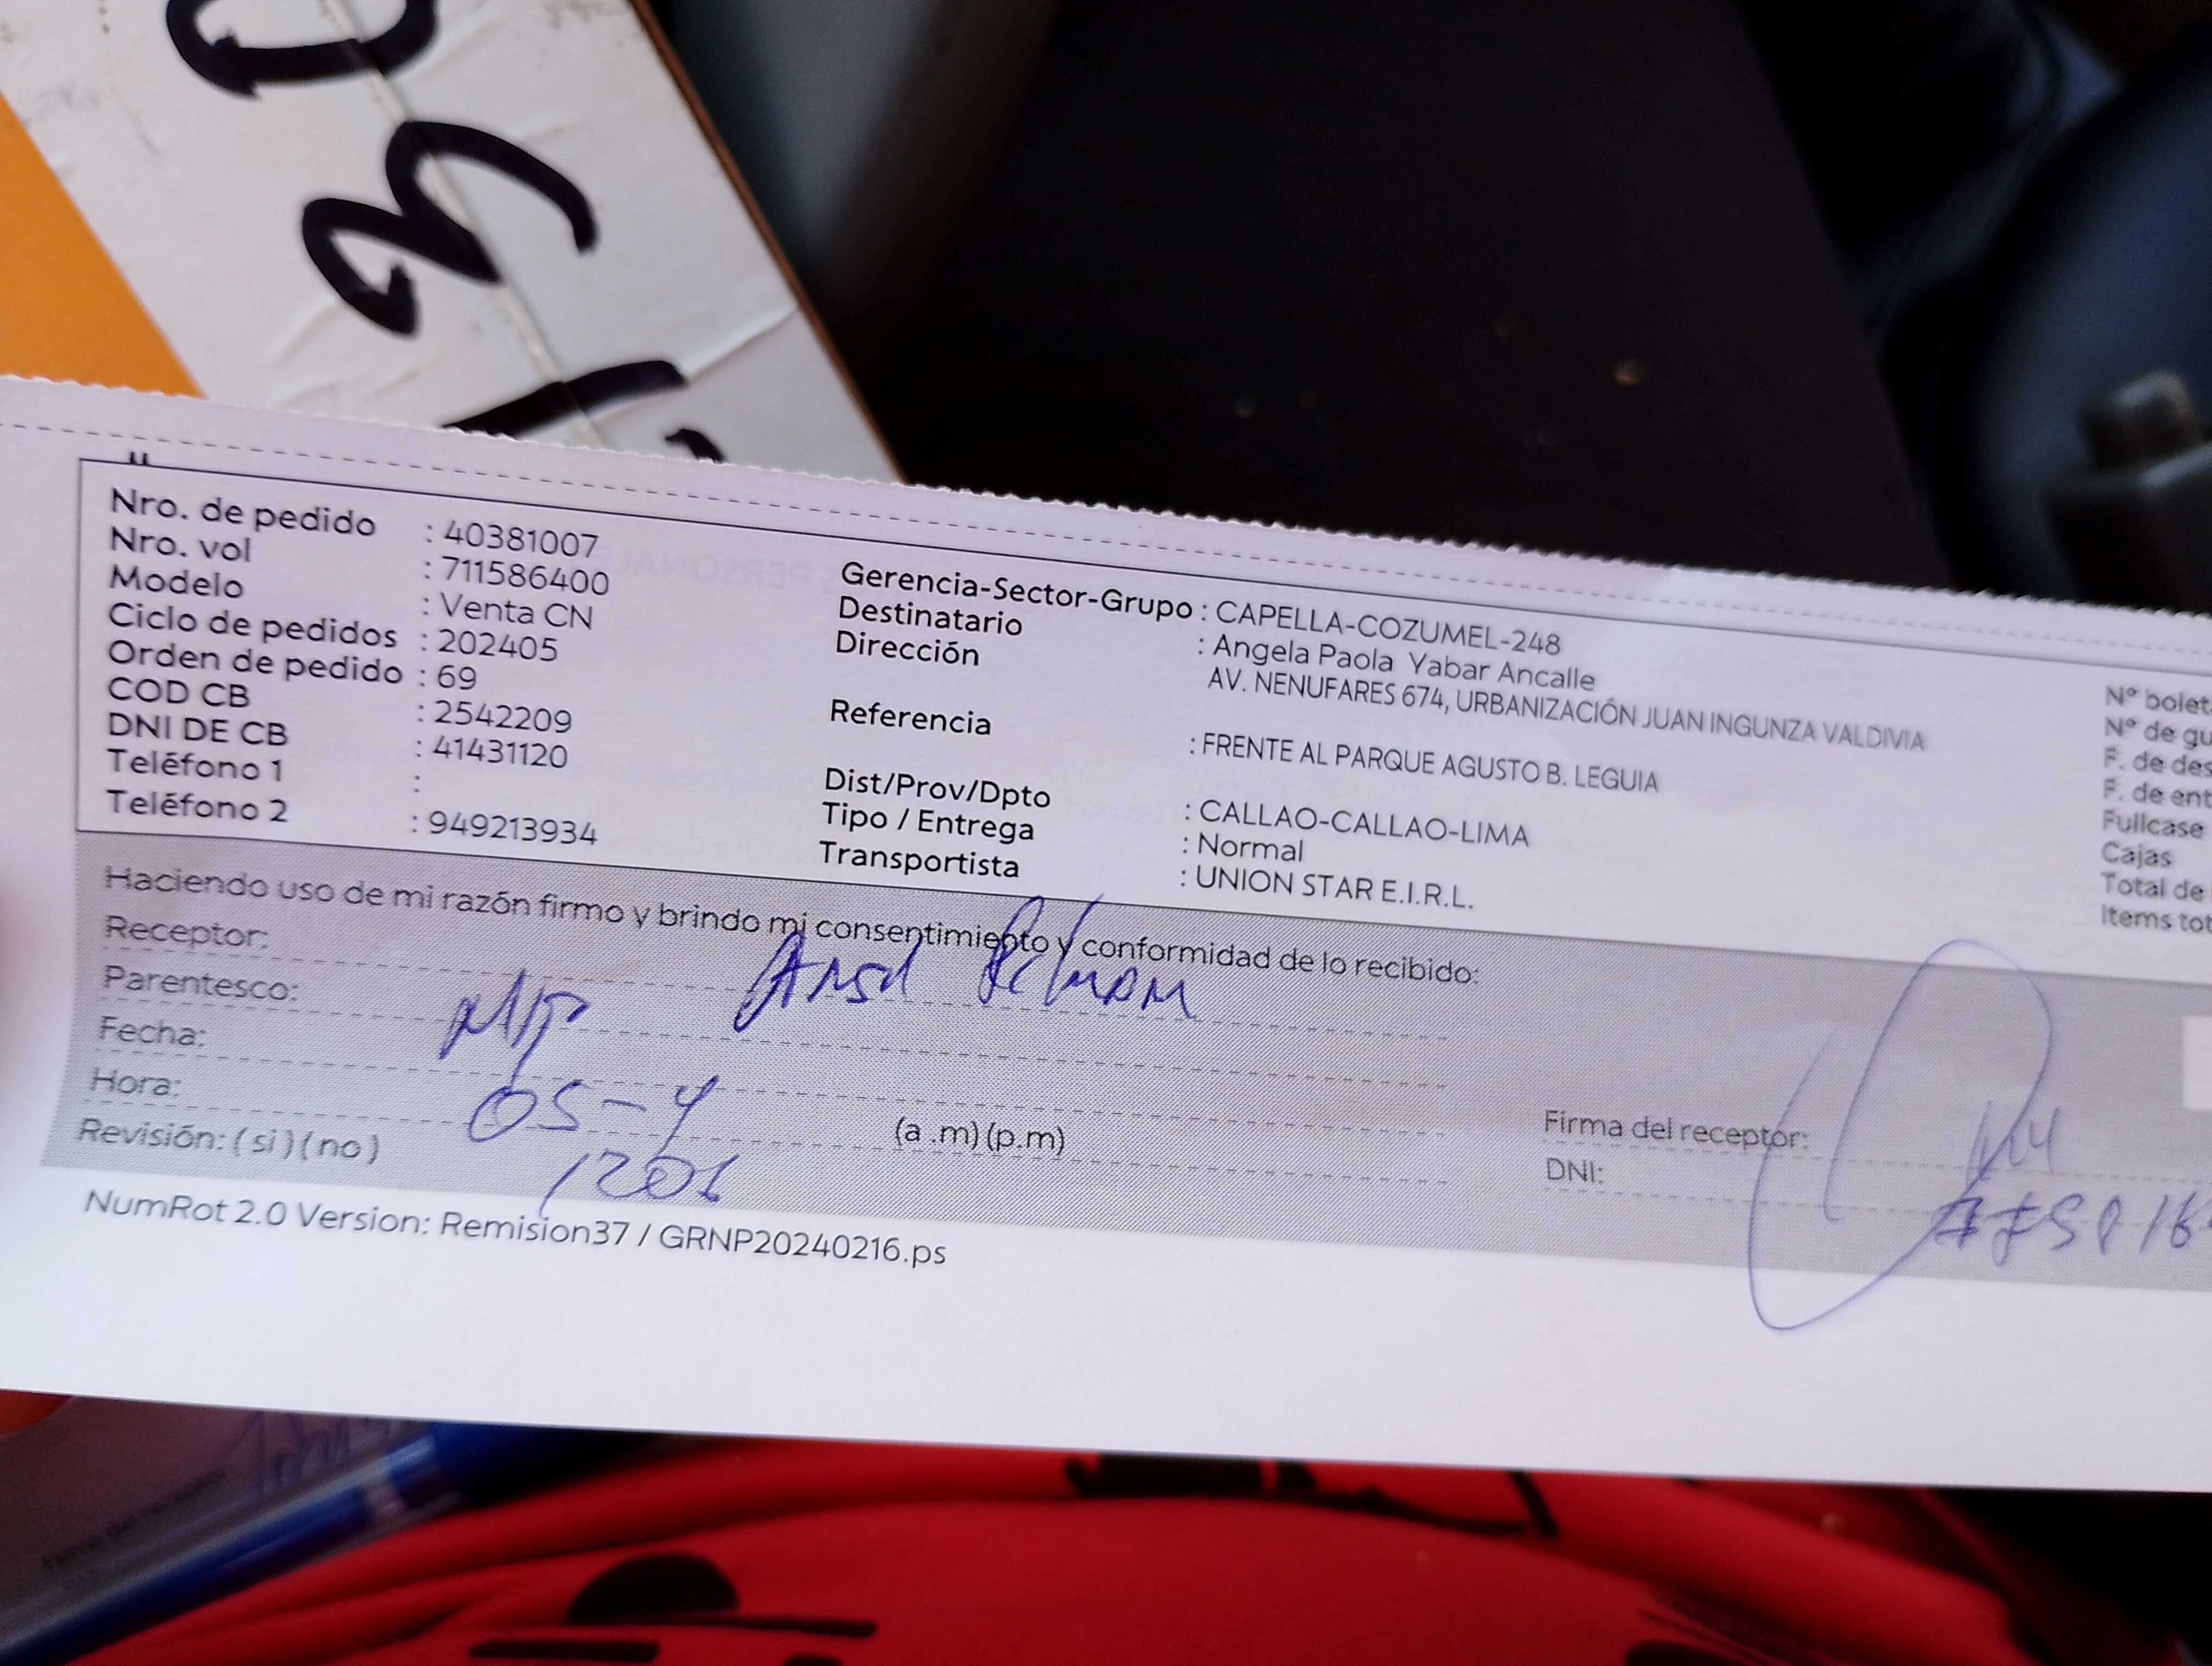 Nro. de pedido : 40381007
Nro. vol : 711586400
Modelo : Venta CN
Ciclo de pedidos : 202405
Orden de pedido : 69
COD CB : 2542209
DNI DE CB : 41431120
Teléfono 1 :
Teléfono 2 : 949213934
Gerencia-Sector-Grupo : CAPELLA-COZUMEL-248
Destinatario : Angela Paola Yabar Ancalle
Dirección AV. NENUFARES 674, URBANIZACIÓN JUAN INGUNZA VALDIVIA
Referencia : FRENTE AL PARQUE AGUSTO B. LEGUIA
Dist/Prov/Dpto : CALLAO-CALLAO-LIMA
Tipo / Entrega : Normal
Transportista : UNION STAR E.I.R.L.
Nº bolet
Nº de gu
F. de des
F. de ent
Fullcase
Cajas
Total de
Items tot
Haciendo uso de mi razón firmo y brindo mi consentimiento y conformidad de lo recibido:
Receptor:
Parentesco:
Fecha: 05-4
Hora: 1201 (a .m) (p.m)
Revisión: ( si ) ( no )
Firma del receptor:
DNI:
NumRot 2.0 Version: Remision37 / GRNP20240216.ps